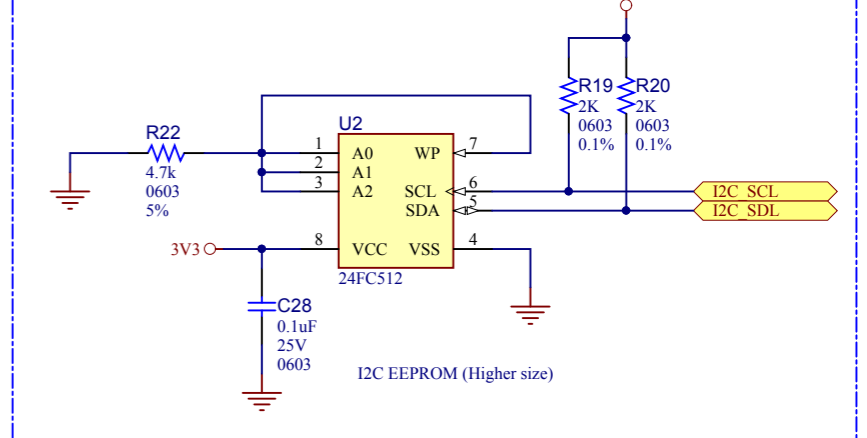 R19
2K
0603
0.1%
R20
2K
0603
0.1%
U2
R22
4.7k
0603
5%
1
2
3
8
A0
A1
A2
VCC
WP
SCL
SDA
VSS
7
6
5
4
I2C_SCL
I2C_SDL
3V3
24FC512
C28
0.1uF
25V
0603
I2C EEPROM (Higher size)